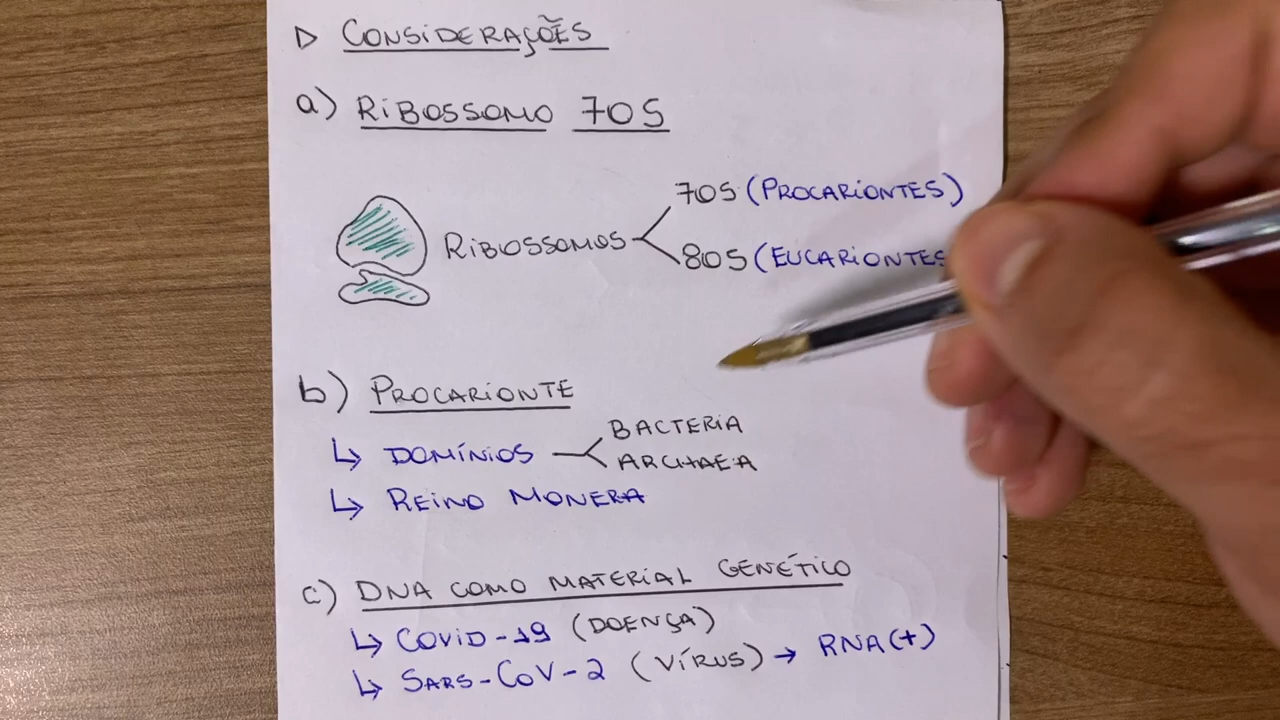 ▷ CONSIDERAÇÕES
a) RIBOSSOMO 70S
70S (PROCARIONTES)
RIBOSSOMOS
80S (EUCARIONTES
b) PROCARIONTE
↳ DOMÍNIOS
BACTERIA
ARCHAEA
↳ REINO MONERA
c) DNA COMO MATERIAL GENÉTICO
↳ COVID-19 (DOENÇA)
↳ SARS-COV-2 (VÍRUS) → RNA(+)